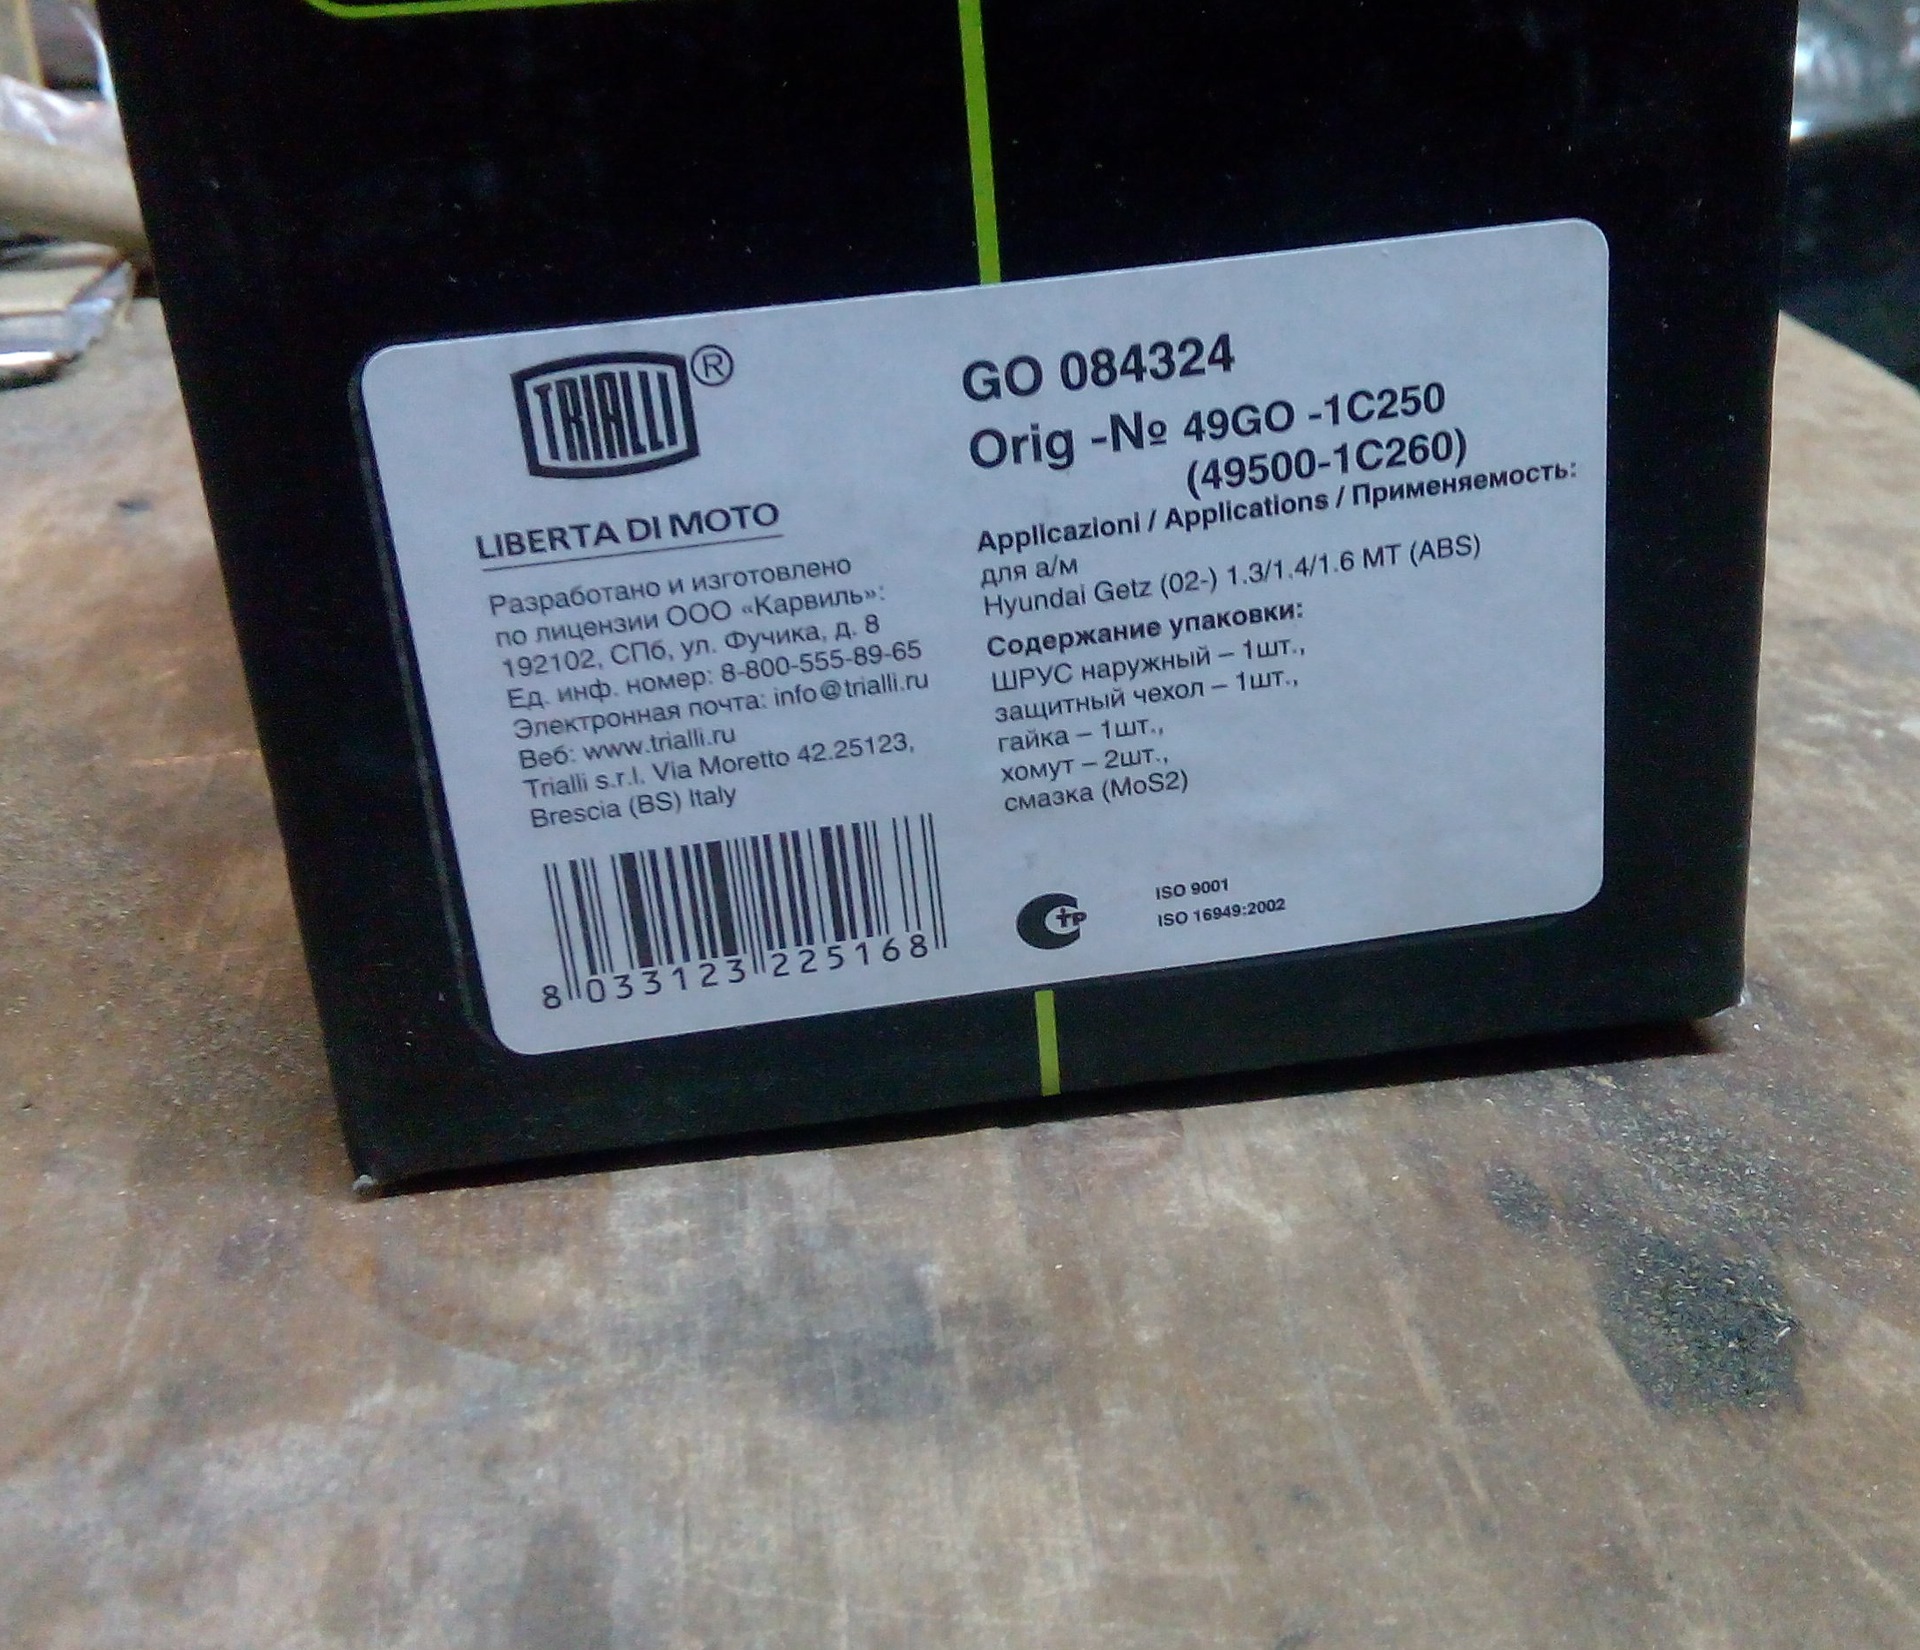 TRIALLI®
LIBERTA DI MOTO
Разработано и изготовлено
по лицензии ООО «Карвиль»:
192102, СПб, ул. Фучика, д. 8
Ед. инф. номер: 8-800-555-89-65
Электронная почта: info@trialli.ru
Веб: www.trialli.ru
Trialli s.r.l. Via Moretto 42.25123,
Brescia (BS) Italy
8 033123 225168
GO 084324
Orig -№ 49GO -1C250
(49500-1C260)
Applicazioni / Applications / Применяемость:
для а/м
Hyundai Getz (02-) 1.3/1.4/1.6 MT (ABS)
Содержание упаковки:
ШРУС наружный – 1шт.,
защитный чехол – 1шт.,
гайка – 1шт.,
хомут – 2шт.,
смазка (MoS2)
СТР
ISO 9001
ISO 16949:2002